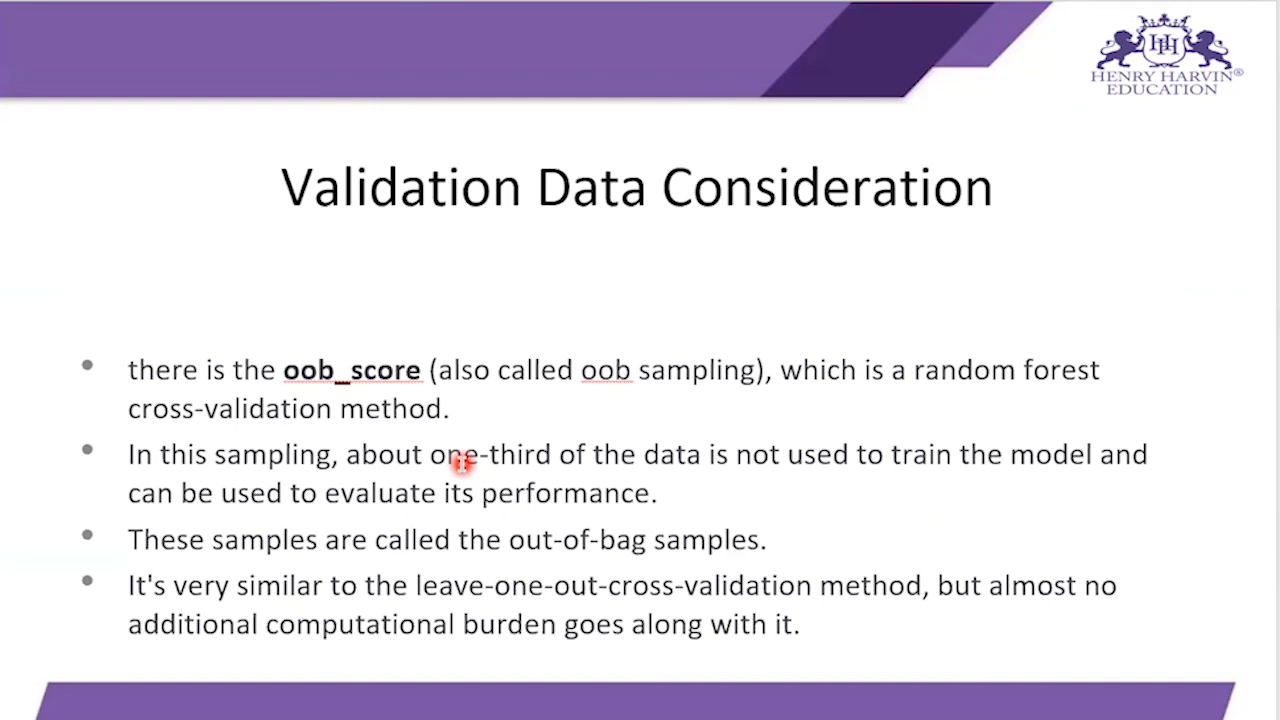 HH
HENRY HARVIN®
EDUCATION
Validation Data Consideration
• there is the oob_score (also called oob sampling), which is a random forest
cross-validation method.
• In this sampling, about one-third of the data is not used to train the model and
can be used to evaluate its performance.
• These samples are called the out-of-bag samples.
• It's very similar to the leave-one-out-cross-validation method, but almost no
additional computational burden goes along with it.